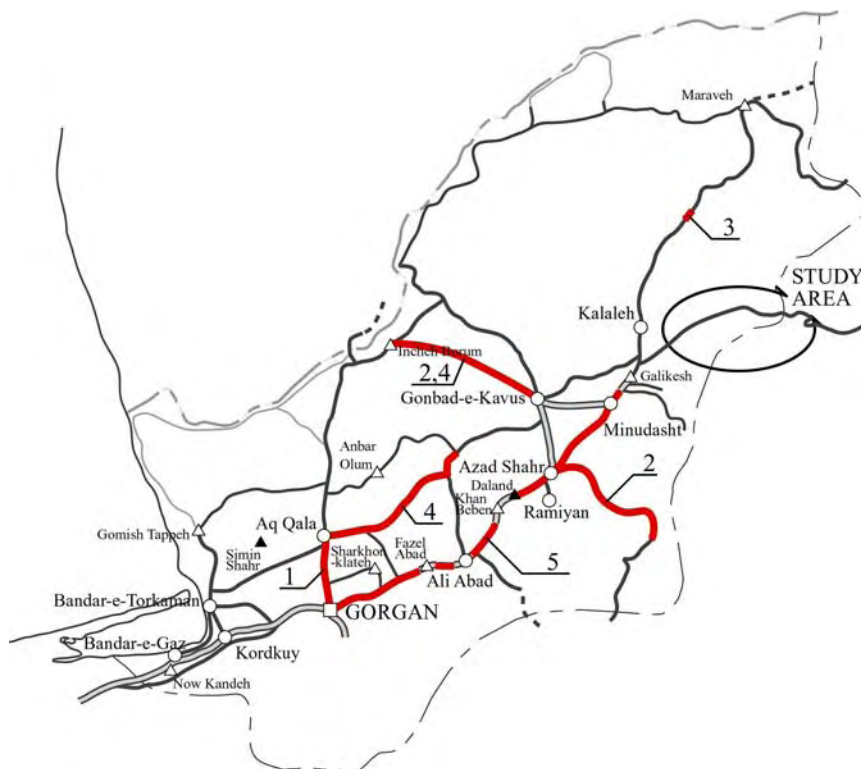 Maraveh
3
STUDY
AREA
Kalaleh
Incheh Borum
2,4
Galikesh
Gonbad-e-Kavus
Minudasht
Anbar
Olum
Azad Shahr
2
Daland
Khan
Beben
Ramiyan
4
Gomish Tappeh
Aq Qala
Simin
Shahr
Sharkhon
-klateh
Fazel
Abad
5
1
Ali Abad
Bandar-e-Torkaman
GORGAN
Bandar-e-Gaz
Kordkuy
Now Kandeh